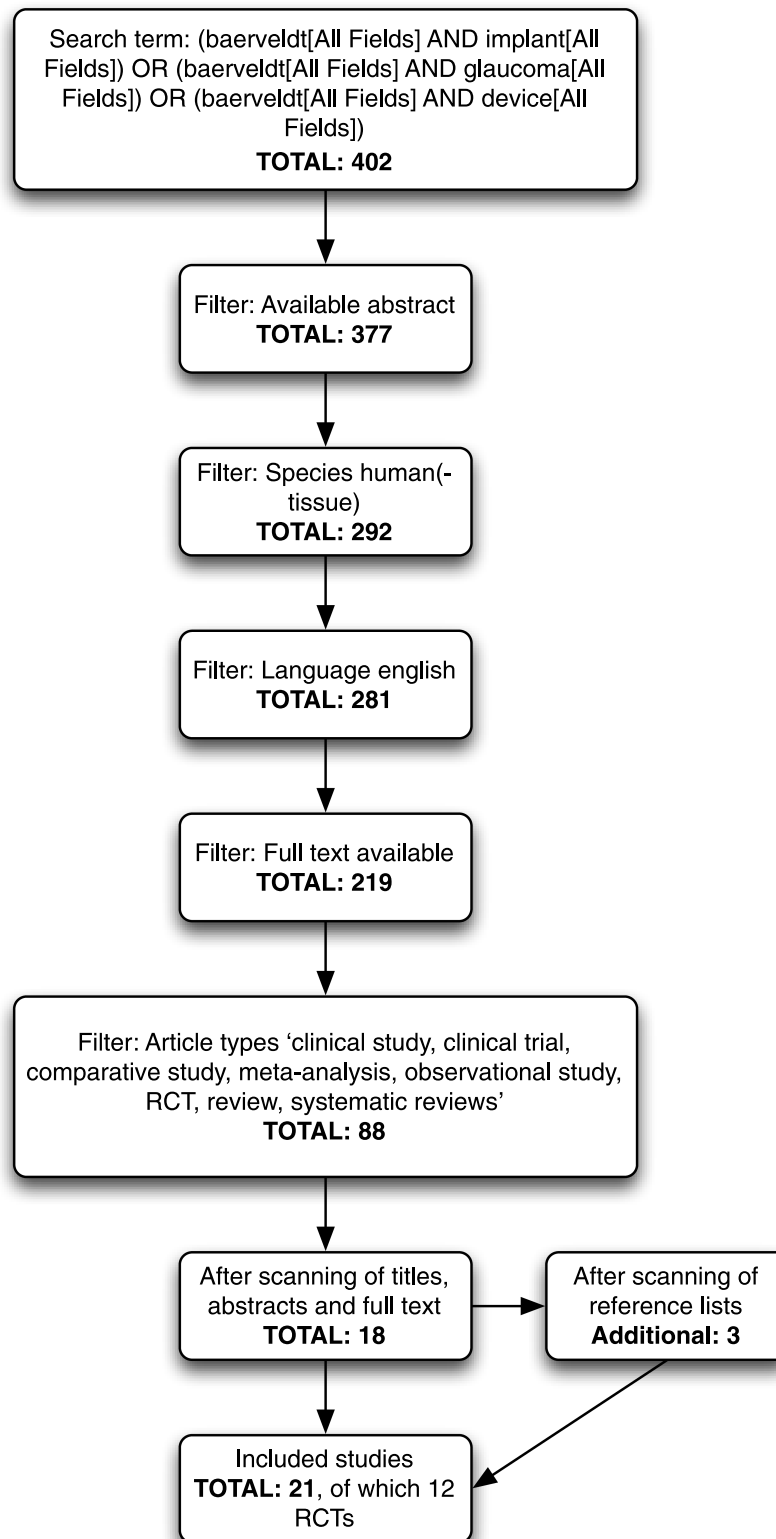 Search term: (baerveldt[All Fields] AND implant[All
Fields]) OR (baerveldt[All Fields] AND glaucoma[All
Fields]) OR (baerveldt[All Fields] AND device[All
Fields])
TOTAL: 402
Filter: Available abstract
TOTAL: 377
Filter: Species human(-
tissue)
TOTAL: 292
Filter: Language english
TOTAL: 281
Filter: Full text available
TOTAL: 219
Filter: Article types ‘clinical study, clinical trial,
comparative study, meta-analysis, observational study,
RCT, review, systematic reviews’
TOTAL: 88
After scanning of titles,
abstracts and full text
TOTAL: 18
After scanning of
reference lists
Additional: 3
Included studies
TOTAL: 21, of which 12
RCTs